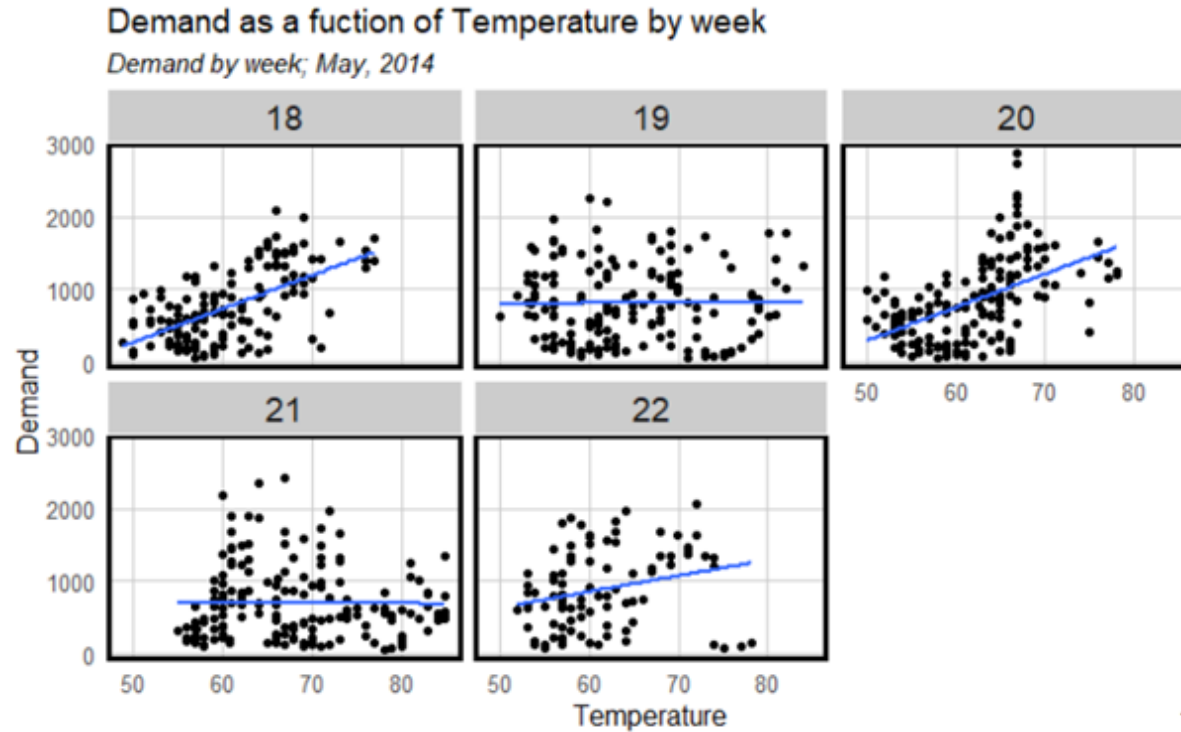 Demand as a fuction of Temperature by week
Demand by week; May, 2014
18 19 20
3000
2000
1000
0
50 60 70 80
21 22
3000
2000
1000
0
50 60 70 80 50 60 70 80
Demand
Temperature